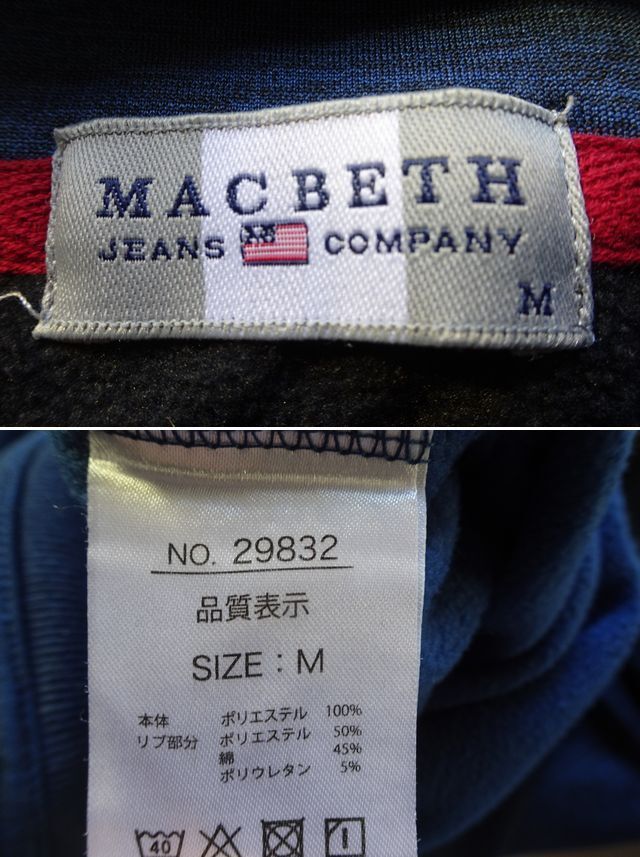 MACBETH
JEANS COMPANY
M
NO. 29832
品質表示
SIZE : M
本体 ポリエステル 100%
リブ部分 ポリエステル 50%
綿 45%
ポリウレタン 5%
40